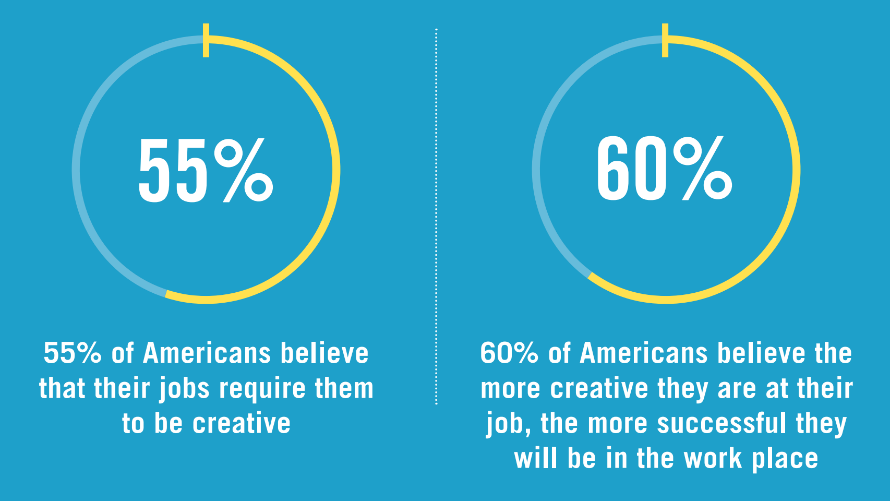 55%
55% of Americans believe
that their jobs require them
to be creative
60%
60% of Americans believe the
more creative they are at their
job, the more successful they
will be in the work place